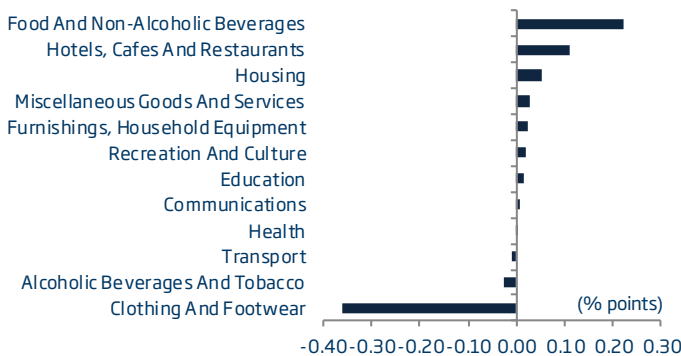 Food And Non-Alcoholic Beverages
Hotels, Cafes And Restaurants
Housing
Miscellaneous Goods And Services
Furnishings, Household Equipment
Recreation And Culture
Education
Communications
Health
Transport
Alcoholic Beverages And Tobacco
Clothing And Footwear
(% points)
-0.40 -0.30 -0.20 -0.10 0.00 0.10 0.20 0.30